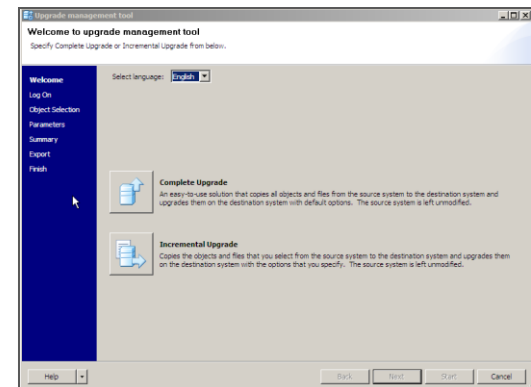 Upgrade management tool
Welcome to upgrade management tool
Specify Complete Upgrade or Incremental Upgrade from below.
Welcome
Log On
Object Selection
Parameters
Summary
Export
Finish
Select language: English
Complete Upgrade
An easy-to-use solution that copies all objects and files from the source system to the destination system and
upgrades them on the destination system with default options. The source system is left unmodified.
Incremental Upgrade
Copies the objects and files that you select from the source system to the destination system and upgrades them
on the destination system with the options that you specify. The source system is left unmodified.
Help
Back
Next
Start
Cancel